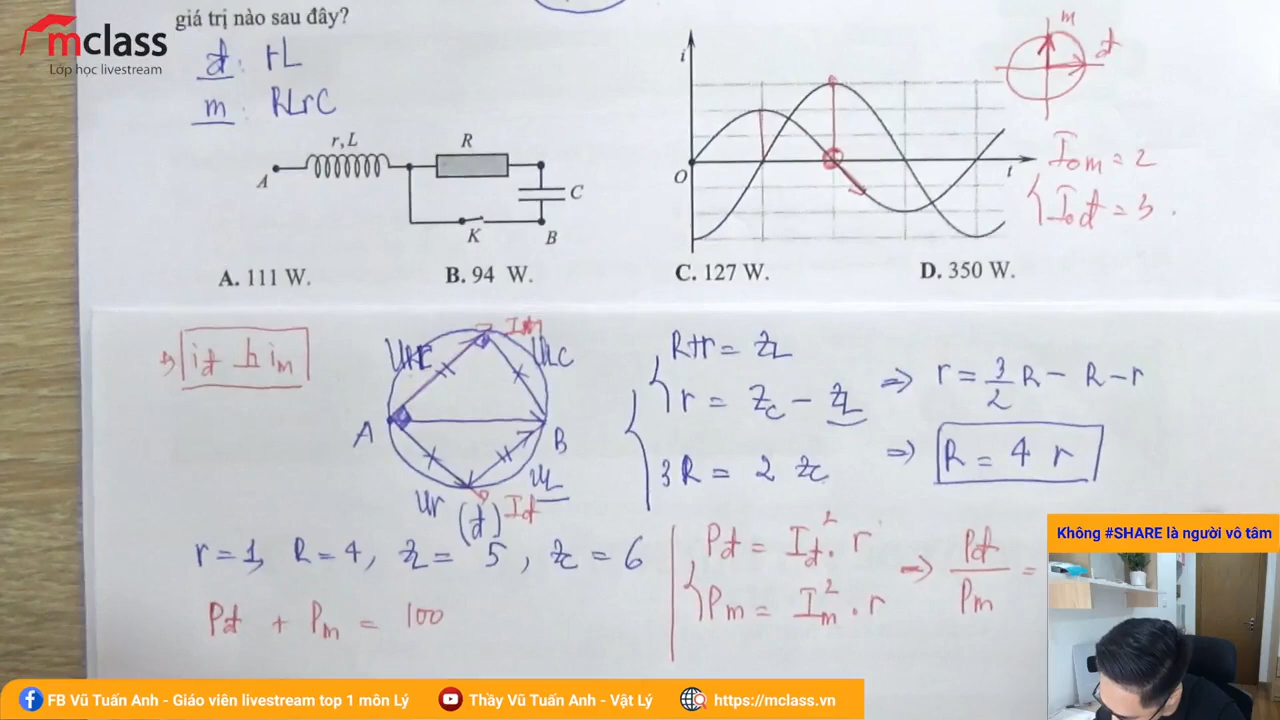 giá trị nào sau đây?
mclass
Lớp học livestream
đ: rL
m: RLrC
r,L
R
A
C
K
B
i
O
t
m
đ
I₀m = 2
I₀đ = 3
A. 111 W.
B. 94 W.
C. 127 W.
D. 350 W.
iđ ⊥ im
Im
A
B
Ur
UL
(đ)
Iđ
R+r = ZL
r = ZC - ZL
3R = 2 ZC
=> r = 3/2 R - R - r
=> R = 4 r
r=1, R=4, ZL = 5, ZC = 6
Pđ + Pm = 100
Pđ = Iđ². r
Pm = Im². r
=> Pđ/Pm =
Không #SHARE là người vô tâm
FB Vũ Tuấn Anh - Giáo viên livestream top 1 môn Lý
Thầy Vũ Tuấn Anh - Vật Lý
https://mclass.vn